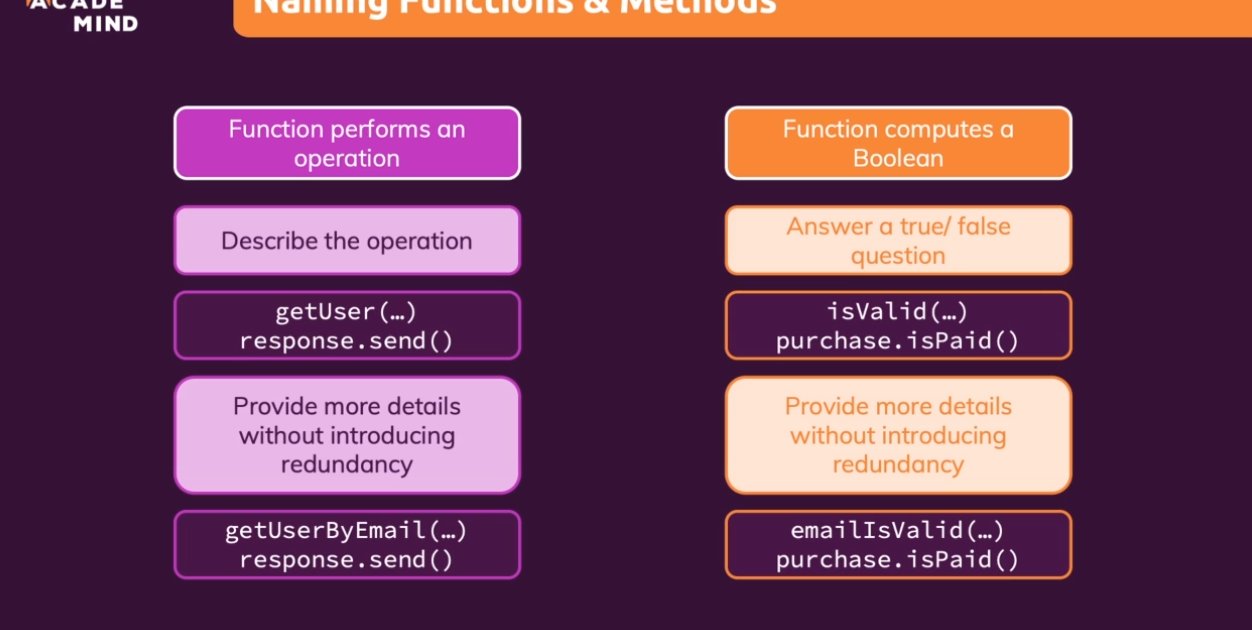 ACADE
MIND
Naming Functions & Methods
Function performs an
operation
Describe the operation
getUser(…)
response.send()
Provide more details
without introducing
redundancy
getUserByEmail(…)
response.send()
Function computes a
Boolean
Answer a true/ false
question
isValid(…)
purchase.isPaid()
Provide more details
without introducing
redundancy
emailIsValid(…)
purchase.isPaid()